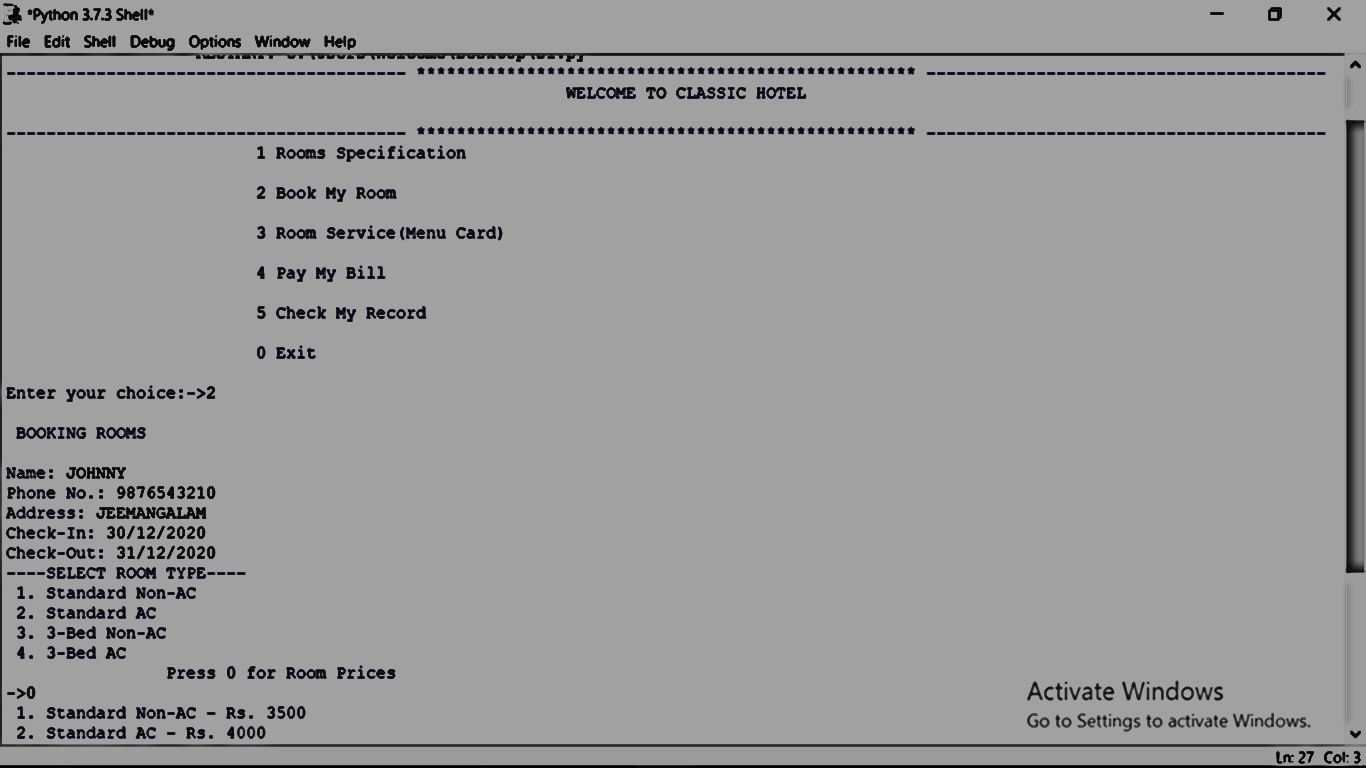 *Python 3.7.3 Shell*
File Edit Shell Debug Options Window Help
---------------------------------------- ************************************************** ----------------------------------------
WELCOME TO CLASSIC HOTEL
---------------------------------------- ************************************************** ----------------------------------------
1 Rooms Specification
2 Book My Room
3 Room Service(Menu Card)
4 Pay My Bill
5 Check My Record
0 Exit
Enter your choice:->2
BOOKING ROOMS
Name: JOHNNY
Phone No.: 9876543210
Address: JEEMANGALAM
Check-In: 30/12/2020
Check-Out: 31/12/2020
----SELECT ROOM TYPE----
1. Standard Non-AC
2. Standard AC
3. 3-Bed Non-AC
4. 3-Bed AC
Press 0 for Room Prices
->0
1. Standard Non-AC - Rs. 3500
2. Standard AC - Rs. 4000
Activate Windows
Go to Settings to activate Windows.
Ln: 27 Col: 3